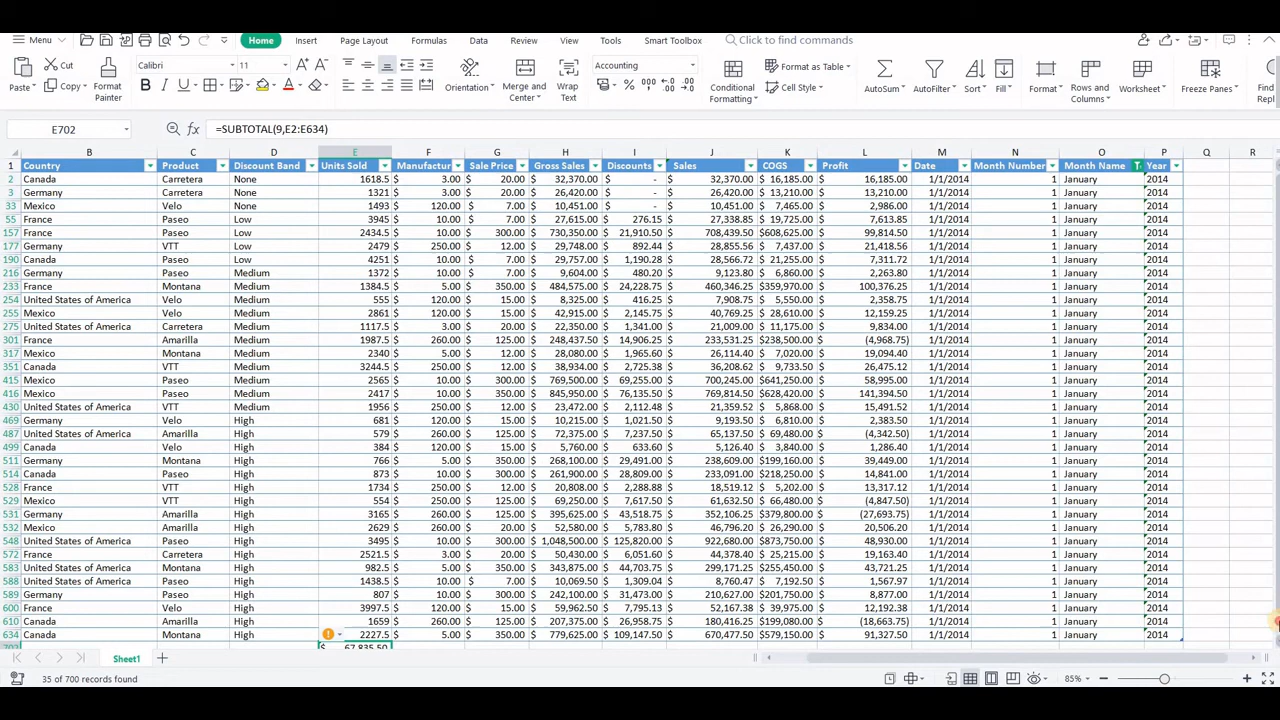 Menu Home Insert Page Layout Formulas Data Review View Tools Smart Toolbox Click to find commands
Paste Cut Copy Format Painter Calibri 11 B I U A Orientation Merge and Center Wrap Text Accounting % 000 Conditional Formatting Format as Table Cell Style AutoSum AutoFilter Sort Fill Format Rows and Columns Worksheet Freeze Panes
E702 fx =SUBTOTAL(9,E2:E634)
B C D E F G H I J K L M N O P Q R
1 Country Product Discount Band Units Sold Manufactur Sale Price Gross Sales Discounts Sales COGS Profit Date Month Number Month Name Year
2 Canada Carretera None 1618.5 $ 3.00 $ 20.00 $ 32,370.00 $ - $ 32,370.00 $ 16,185.00 $ 16,185.00 1/1/2014 1 January 2014
3 Germany Carretera None 1321 $ 3.00 $ 20.00 $ 26,420.00 $ - $ 26,420.00 $ 13,210.00 $ 13,210.00 1/1/2014 1 January 2014
33 Mexico Velo None 1493 $ 120.00 $ 7.00 $ 10,451.00 $ - $ 10,451.00 $ 7,465.00 $ 2,986.00 1/1/2014 1 January 2014
55 France Paseo Low 3945 $ 10.00 $ 7.00 $ 27,615.00 $ 276.15 $ 27,338.85 $ 19,725.00 $ 7,613.85 1/1/2014 1 January 2014
157 France Paseo Low 2434.5 $ 10.00 $ 300.00 $ 730,350.00 $ 21,910.50 $ 708,439.50 $608,625.00 $ 99,814.50 1/1/2014 1 January 2014
177 Germany VTT Low 2479 $ 250.00 $ 12.00 $ 29,748.00 $ 892.44 $ 28,855.56 $ 7,437.00 $ 21,418.56 1/1/2014 1 January 2014
190 Canada Paseo Low 4251 $ 10.00 $ 7.00 $ 29,757.00 $ 1,190.28 $ 28,566.72 $ 21,255.00 $ 7,311.72 1/1/2014 1 January 2014
216 Germany Paseo Medium 1372 $ 10.00 $ 7.00 $ 9,604.00 $ 480.20 $ 9,123.80 $ 6,860.00 $ 2,263.80 1/1/2014 1 January 2014
233 France Montana Medium 1384.5 $ 5.00 $ 350.00 $ 484,575.00 $ 24,228.75 $ 460,346.25 $359,970.00 $ 100,376.25 1/1/2014 1 January 2014
254 United States of America Velo Medium 555 $ 120.00 $ 15.00 $ 8,325.00 $ 416.25 $ 7,908.75 $ 5,550.00 $ 2,358.75 1/1/2014 1 January 2014
255 Mexico Velo Medium 2861 $ 120.00 $ 15.00 $ 42,915.00 $ 2,145.75 $ 40,769.25 $ 28,610.00 $ 12,159.25 1/1/2014 1 January 2014
275 United States of America Carretera Medium 1117.5 $ 3.00 $ 20.00 $ 22,350.00 $ 1,341.00 $ 21,009.00 $ 11,175.00 $ 9,834.00 1/1/2014 1 January 2014
301 France Amarilla Medium 1987.5 $ 260.00 $ 125.00 $ 248,437.50 $ 14,906.25 $ 233,531.25 $238,500.00 $ (4,968.75) 1/1/2014 1 January 2014
317 Mexico Montana Medium 2340 $ 5.00 $ 12.00 $ 28,080.00 $ 1,965.60 $ 26,114.40 $ 7,020.00 $ 19,094.40 1/1/2014 1 January 2014
351 Canada VTT Medium 3244.5 $ 250.00 $ 12.00 $ 38,934.00 $ 2,725.38 $ 36,208.62 $ 9,733.50 $ 26,475.12 1/1/2014 1 January 2014
415 Mexico Paseo Medium 2565 $ 10.00 $ 300.00 $ 769,500.00 $ 69,255.00 $ 700,245.00 $641,250.00 $ 58,995.00 1/1/2014 1 January 2014
416 Mexico Paseo Medium 2417 $ 10.00 $ 350.00 $ 845,950.00 $ 76,135.50 $ 769,814.50 $628,420.00 $ 141,394.50 1/1/2014 1 January 2014
430 United States of America VTT Medium 1956 $ 250.00 $ 12.00 $ 23,472.00 $ 2,112.48 $ 21,359.52 $ 5,868.00 $ 15,491.52 1/1/2014 1 January 2014
469 Germany Velo High 681 $ 120.00 $ 15.00 $ 10,215.00 $ 1,021.50 $ 9,193.50 $ 6,810.00 $ 2,383.50 1/1/2014 1 January 2014
487 Germany Amarilla High 579 $ 260.00 $ 125.00 $ 72,375.00 $ 7,237.50 $ 65,137.50 $ 69,480.00 $ (4,342.50) 1/1/2014 1 January 2014
499 Canada Velo High 384 $ 120.00 $ 15.00 $ 5,760.00 $ 633.60 $ 5,126.40 $ 3,840.00 $ 1,286.40 1/1/2014 1 January 2014
511 Germany Montana High 766 $ 5.00 $ 350.00 $ 268,100.00 $ 29,491.00 $ 238,609.00 $199,160.00 $ 39,449.00 1/1/2014 1 January 2014
514 Canada Paseo High 873 $ 10.00 $ 300.00 $ 261,900.00 $ 28,809.00 $ 233,091.00 $218,250.00 $ 14,841.00 1/1/2014 1 January 2014
528 France VTT High 1734 $ 250.00 $ 12.00 $ 20,808.00 $ 2,288.88 $ 18,519.12 $ 5,202.00 $ 13,317.12 1/1/2014 1 January 2014
529 Mexico VTT High 554 $ 250.00 $ 125.00 $ 69,250.00 $ 7,617.50 $ 61,632.50 $ 66,480.00 $ (4,847.50) 1/1/2014 1 January 2014
531 Germany Amarilla High 3165 $ 260.00 $ 125.00 $ 395,625.00 $ 43,518.75 $ 352,106.25 $379,800.00 $ (27,693.75) 1/1/2014 1 January 2014
532 Mexico Amarilla High 2629 $ 260.00 $ 20.00 $ 52,580.00 $ 5,783.80 $ 46,796.20 $ 26,290.00 $ 20,506.20 1/1/2014 1 January 2014
548 United States of America Paseo High 3495 $ 10.00 $ 300.00 $ 1,048,500.00 $ 125,820.00 $ 922,680.00 $873,750.00 $ 48,930.00 1/1/2014 1 January 2014
572 France Carretera High 2521.5 $ 3.00 $ 20.00 $ 50,430.00 $ 6,051.60 $ 44,378.40 $ 25,215.00 $ 19,163.40 1/1/2014 1 January 2014
583 Mexico Montana High 982.5 $ 5.00 $ 350.00 $ 343,875.00 $ 44,703.75 $ 299,171.25 $255,450.00 $ 43,721.25 1/1/2014 1 January 2014
588 United States of America Paseo High 1438.5 $ 10.00 $ 7.00 $ 10,069.50 $ 1,309.04 $ 8,760.47 $ 7,192.50 $ 1,567.97 1/1/2014 1 January 2014
589 Germany Paseo High 807 $ 10.00 $ 300.00 $ 242,100.00 $ 31,473.00 $ 210,627.00 $201,750.00 $ 8,877.00 1/1/2014 1 January 2014
600 France Velo High 3997.5 $ 120.00 $ 15.00 $ 59,962.50 $ 7,795.13 $ 52,167.38 $ 39,975.00 $ 12,192.38 1/1/2014 1 January 2014
610 Canada Amarilla High 1659 $ 260.00 $ 125.00 $ 207,375.00 $ 26,958.75 $ 180,416.25 $199,080.00 $ (18,663.75) 1/1/2014 1 January 2014
634 Canada Montana High 2227.5 $ 5.00 $ 350.00 $ 779,625.00 $ 109,147.50 $ 670,477.50 $579,150.00 $ 91,327.50 1/1/2014 1 January 2014
702 $ 67,835.50
Sheet1
35 of 700 records found 85%